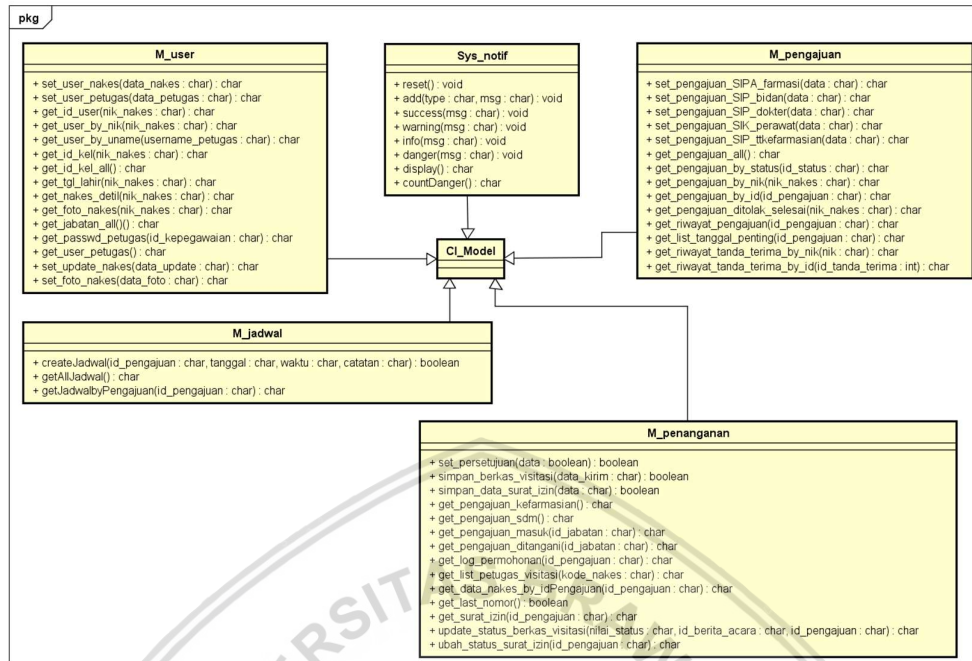 pkg
M_user
+ set_user_nakes(data_nakes : char) : char
+ set_user_petugas(data_petugas : char) : char
+ get_id_user(nik_nakes : char) : char
+ get_user_by_nik(nik_nakes : char) : char
+ get_user_by_uname(username_petugas : char) : char
+ get_id_kel(nik_nakes : char) : char
+ get_id_kel_all() : char
+ get_tgl_lahir(nik_nakes : char) : char
+ get_nakes_detil(nik_nakes : char) : char
+ get_foto_nakes(nik_nakes : char) : char
+ get_jabatan_all()() : char
+ get_passwd_petugas(id_kepegawaian : char) : char
+ get_user_petugas() : char
+ set_update_nakes(data_update : char) : char
+ set_foto_nakes(data_foto : char) : char
Sys_notif
+ reset() : void
+ add(type : char, msg : char) : void
+ success(msg : char) : void
+ warning(msg : char) : void
+ info(msg : char) : void
+ danger(msg : char) : void
+ display() : char
+ countDanger() : char
M_pengajuan
+ set_pengajuan_SIPA_farmasi(data : char) : char
+ set_pengajuan_SIP_bidan(data : char) : char
+ set_pengajuan_SIP_dokter(data : char) : char
+ set_pengajuan_SIK_perawat(data : char) : char
+ set_pengajuan_SIP_ttkefarmasian(data : char) : char
+ get_pengajuan_all() : char
+ get_pengajuan_by_status(id_status : char) : char
+ get_pengajuan_by_nik(nik_nakes : char) : char
+ get_pengajuan_by_id(id_pengajuan : char) : char
+ get_pengajuan_ditolak_selesai(nik_nakes : char) : char
+ get_riwayat_pengajuan(id_pengajuan : char) : char
+ get_list_tanggal_penting(id_pengajuan : char) : char
+ get_riwayat_tanda_terima_by_nik(nik : char) : char
+ get_riwayat_tanda_terima_by_id(id_tanda_terima : int) : char
CI_Model
M_jadwal
+ createJadwal(id_pengajuan : char, tanggal : char, waktu : char, catatan : char) : boolean
+ getAllJadwal() : char
+ getJadwalbyPengajuan(id_pengajuan : char) : char
M_penanganan
+ set_persetujuan(data : boolean) : boolean
+ simpan_berkas_visitasi(data_kirim : char) : boolean
+ simpan_data_surat_izin(data : char) : boolean
+ get_pengajuan_kefarmasian() : char
+ get_pengajuan_sdm() : char
+ get_pengajuan_masuk(id_jabatan : char) : char
+ get_pengajuan_ditangani(id_jabatan : char) : char
+ get_log_permohonan(id_pengajuan : char) : char
+ get_list_petugas_visitasi(kode_nakes : char) : char
+ get_data_nakes_by_idPengajuan(id_pengajuan : char) : char
+ get_last_nomor() : boolean
+ get_surat_izin(id_pengajuan : char) : char
+ update_status_berkas_visitasi(nilai_status : char, id_berita_acara : char, id_pengajuan : char) : char
+ ubah_status_surat_izin(id_pengajuan : char) : char